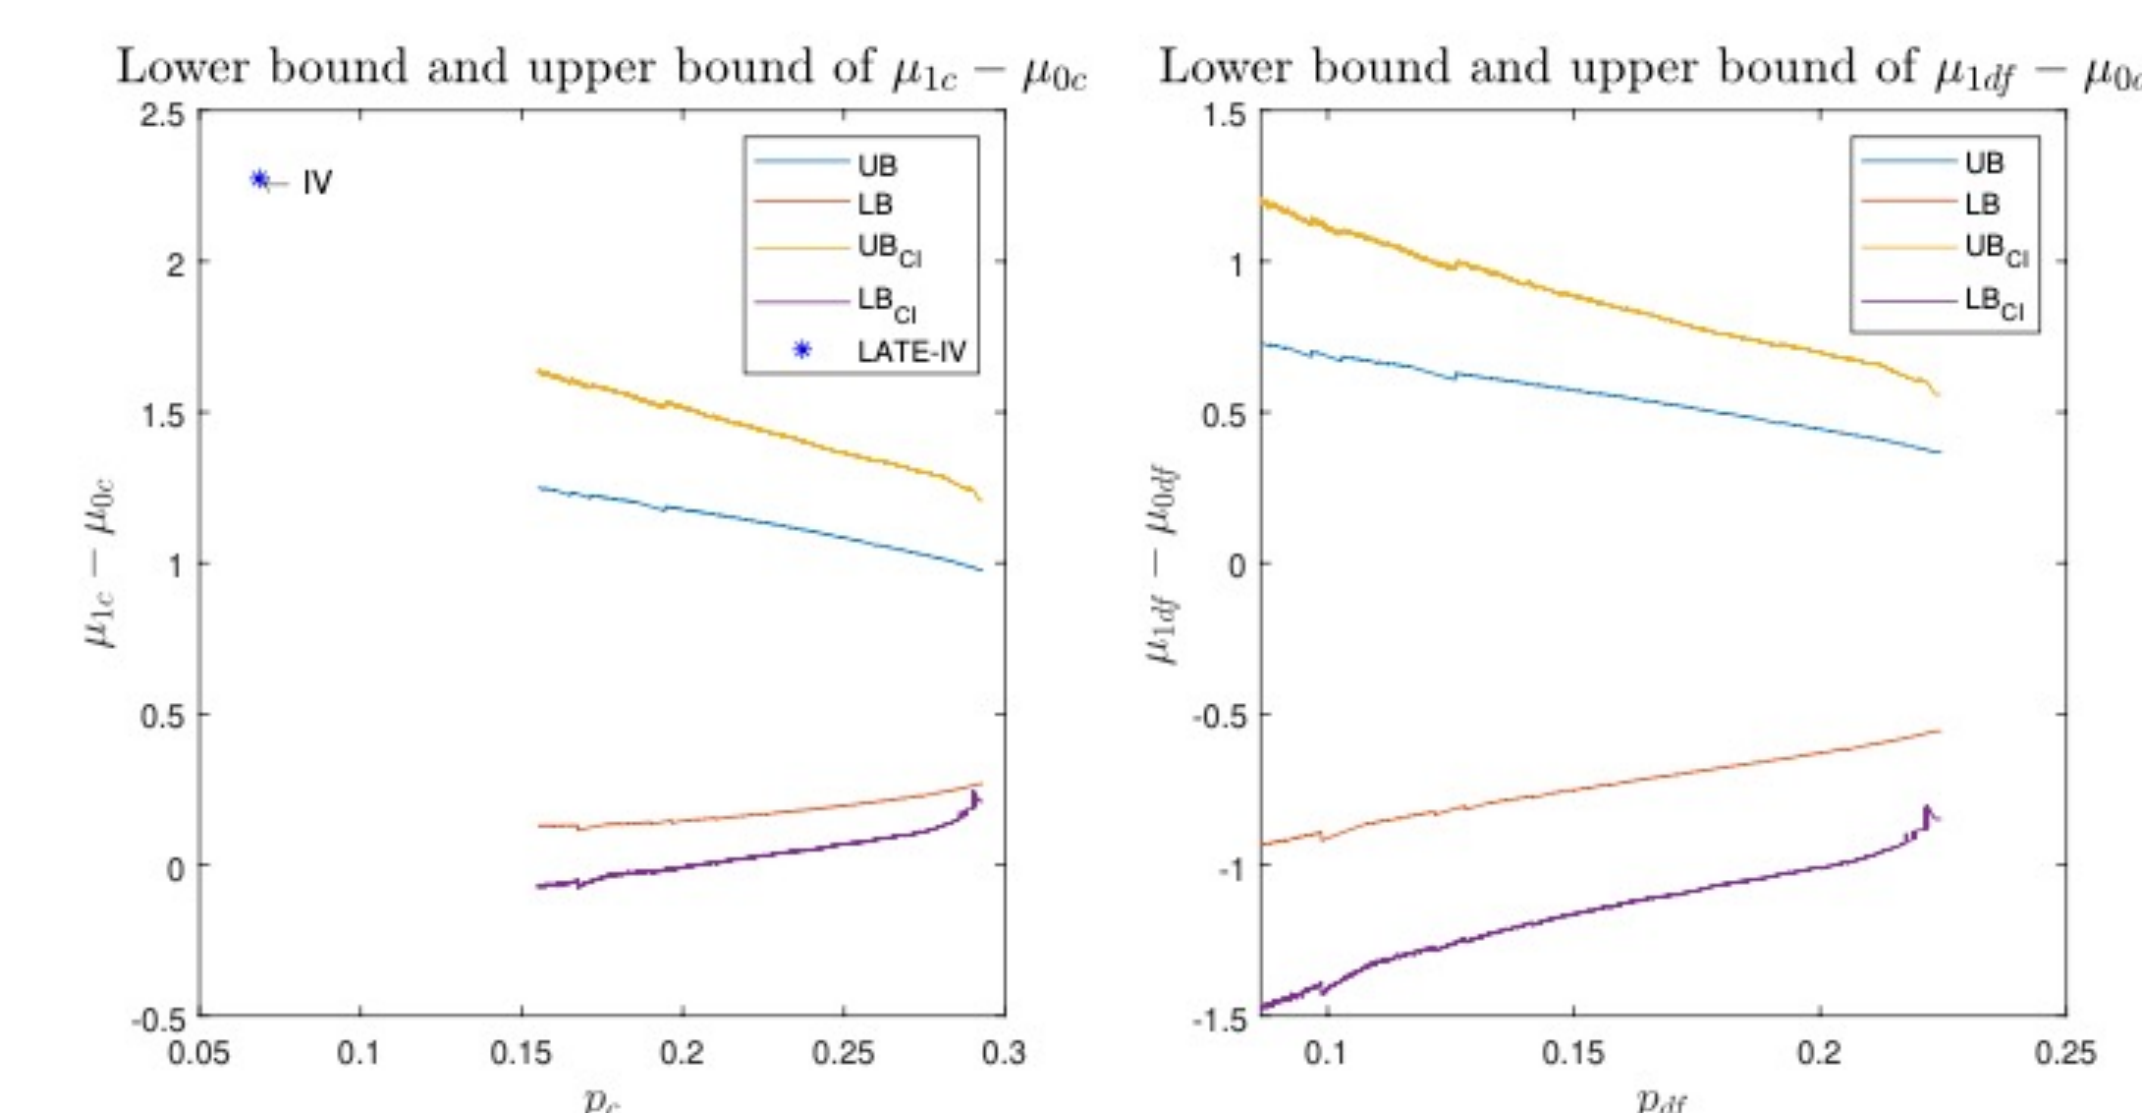 Lower bound and upper bound of μ1c − μ0c
2.5
2
1.5
1
0.5
0
-0.5
μ1c − μ0c
IV
UB
LB
UBCI
LBCI
LATE-IV
0.05 0.1 0.15 0.2 0.25 0.3
pc
Lower bound and upper bound of μ1df − μ0
1.5
1
0.5
0
-0.5
-1
-1.5
μ1df − μ0df
UB
LB
UBCI
LBCI
0.1 0.15 0.2 0.25
pdf